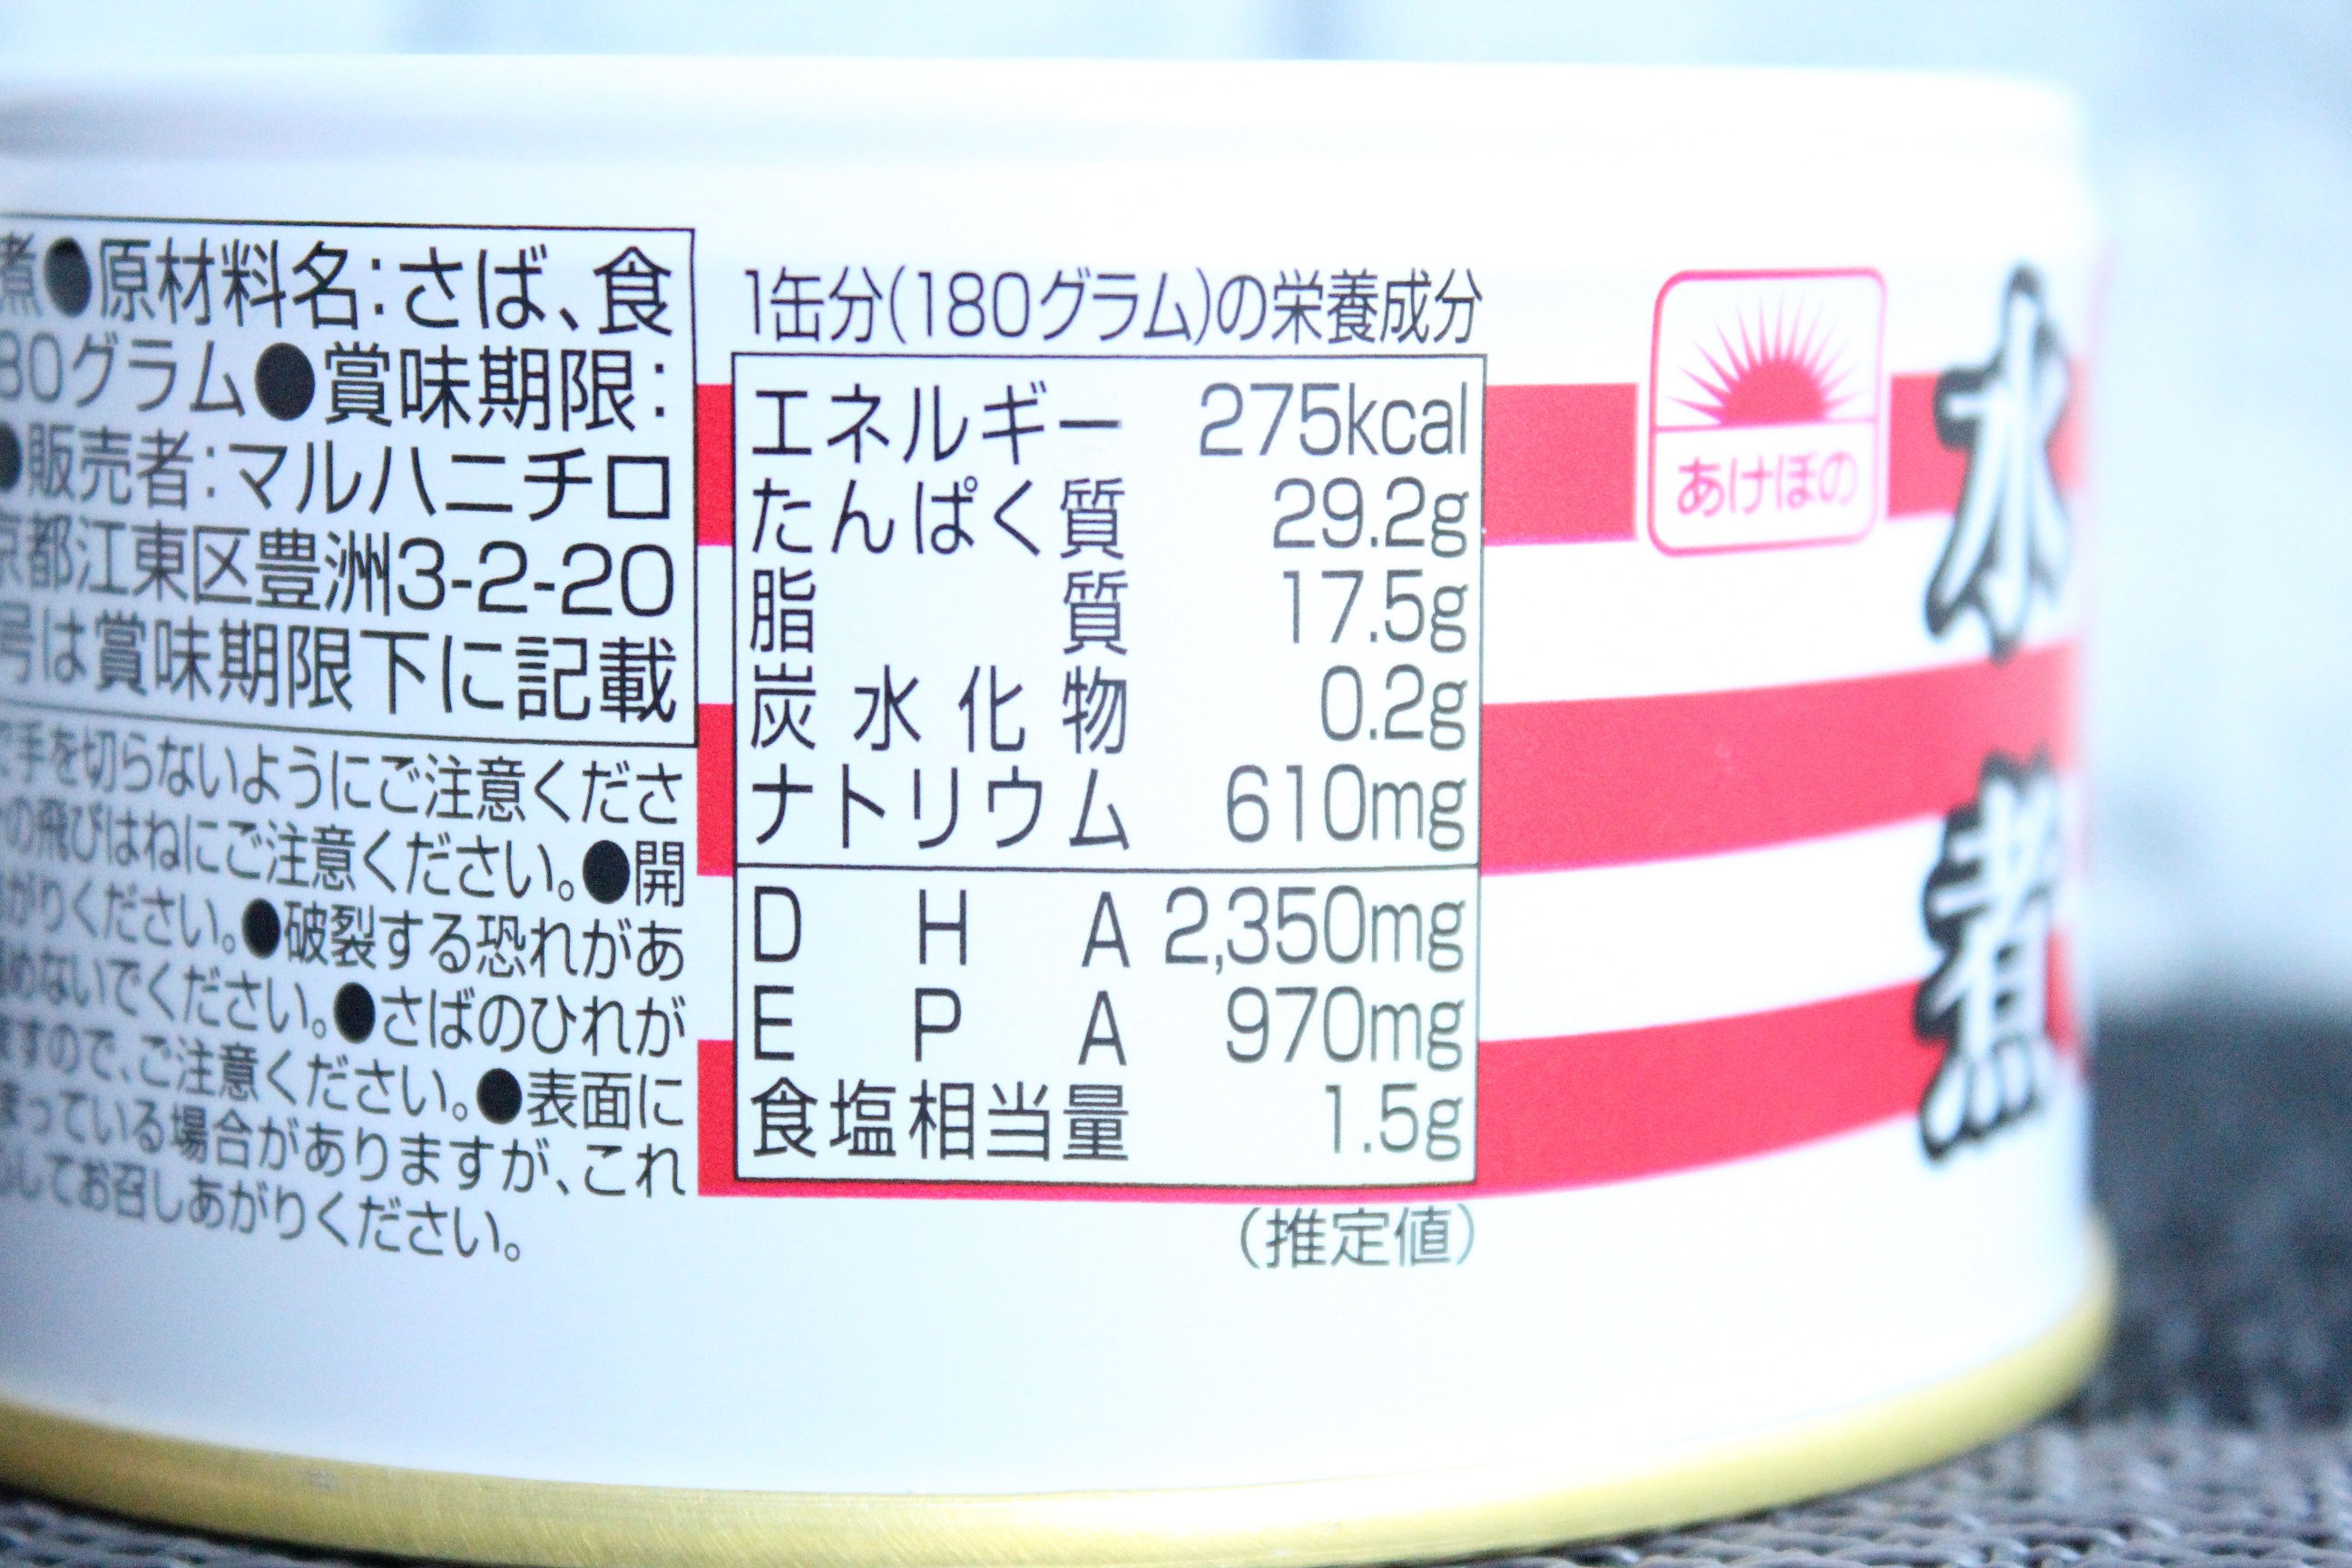 煮●原材料名:さば、食
80グラム●賞味期限:
●販売者:マルハニチロ
京都江東区豊洲3-2-20
号は賞味期限下に記載
手を切らないようにご注意くださ
の飛びはねにご注意ください。●開
がりください。●破裂する恐れがあ
めないでください。●さばのひれが
ますので、ご注意ください。●表面に
まっている場合がありますが、これ
してお召しあがりください。
1缶分(180グラム)の栄養成分
エネルギー 275kcal
たんぱく質 29.2g
脂質 17.5g
炭水化物 0.2g
ナトリウム 610mg
DHA 2,350mg
EPA 970mg
食塩相当量 1.5g
(推定値)
あけぼの
水煮